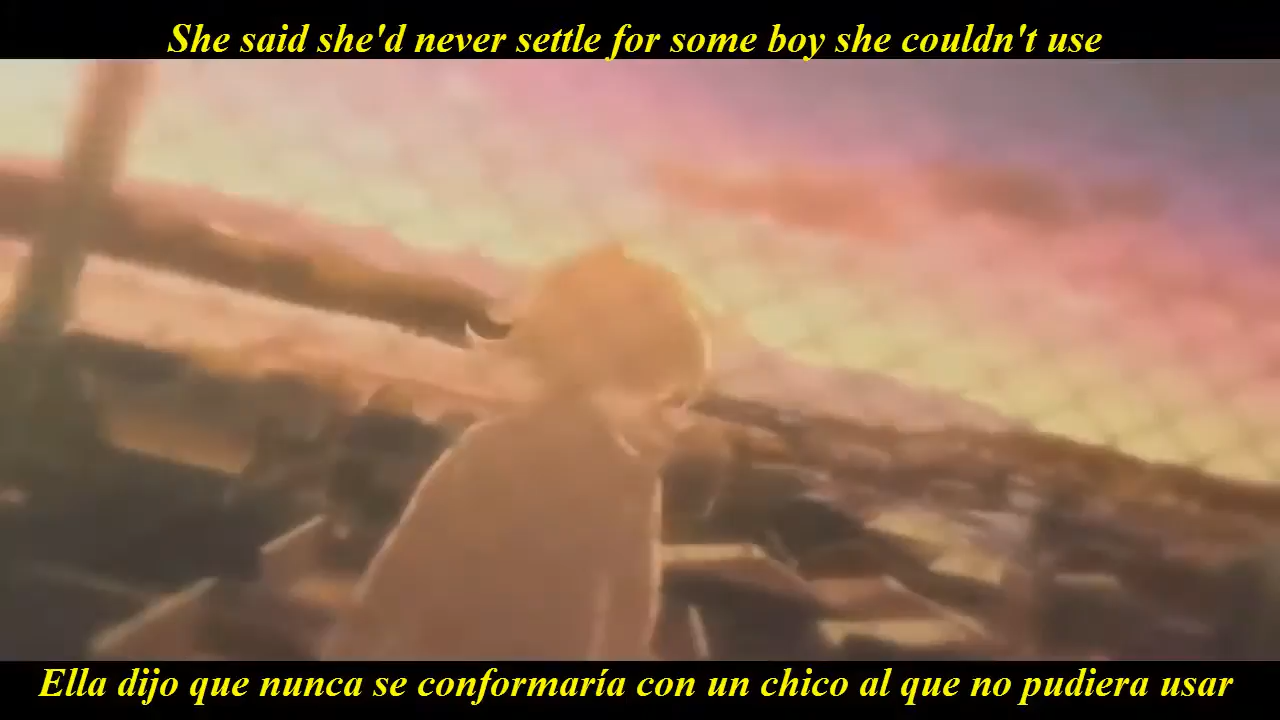 She said she'd never settle for some boy she couldn't use
Ella dijo que nunca se conformaría con un chico al que no pudiera usar